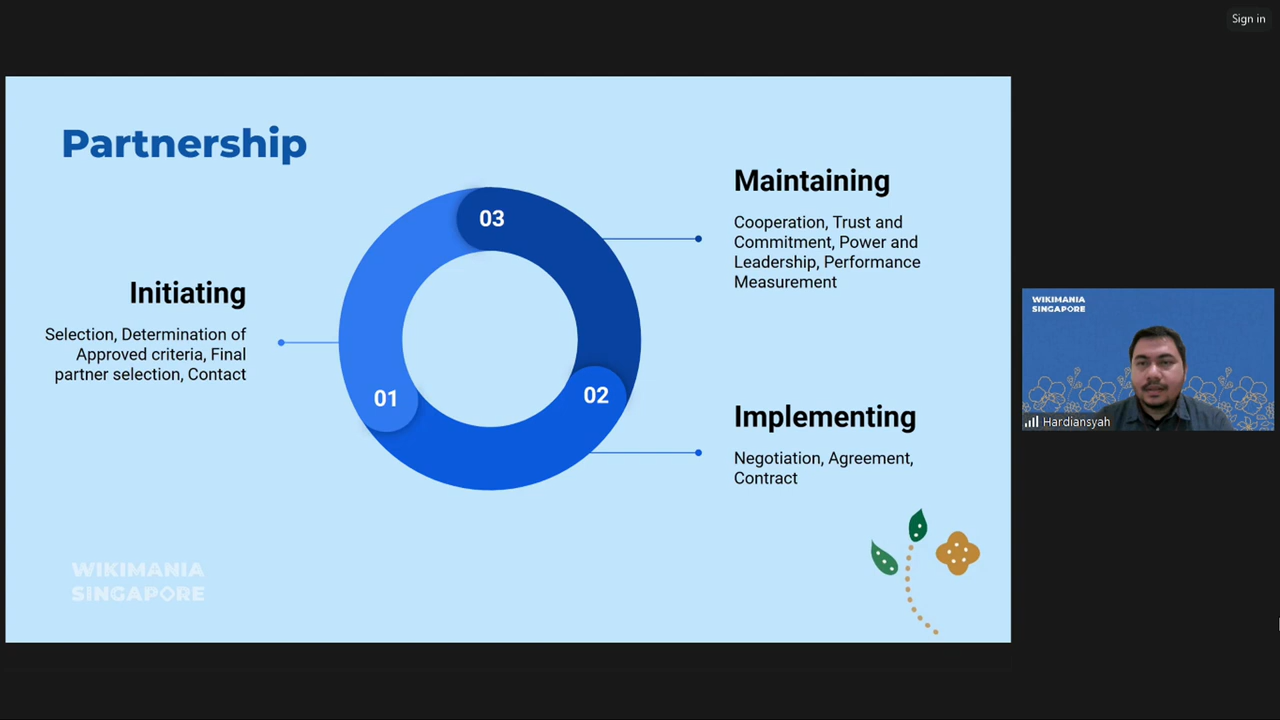 Sign in
Partnership
03
Maintaining
Cooperation, Trust and
Commitment, Power and
Leadership, Performance
Measurement
Initiating
Selection, Determination of
Approved criteria, Final
partner selection, Contact
01
02
Implementing
Negotiation, Agreement,
Contract
WIKIMANIA
SINGAPORE
WIKIMANIA
SINGAPORE
Hardiansyah